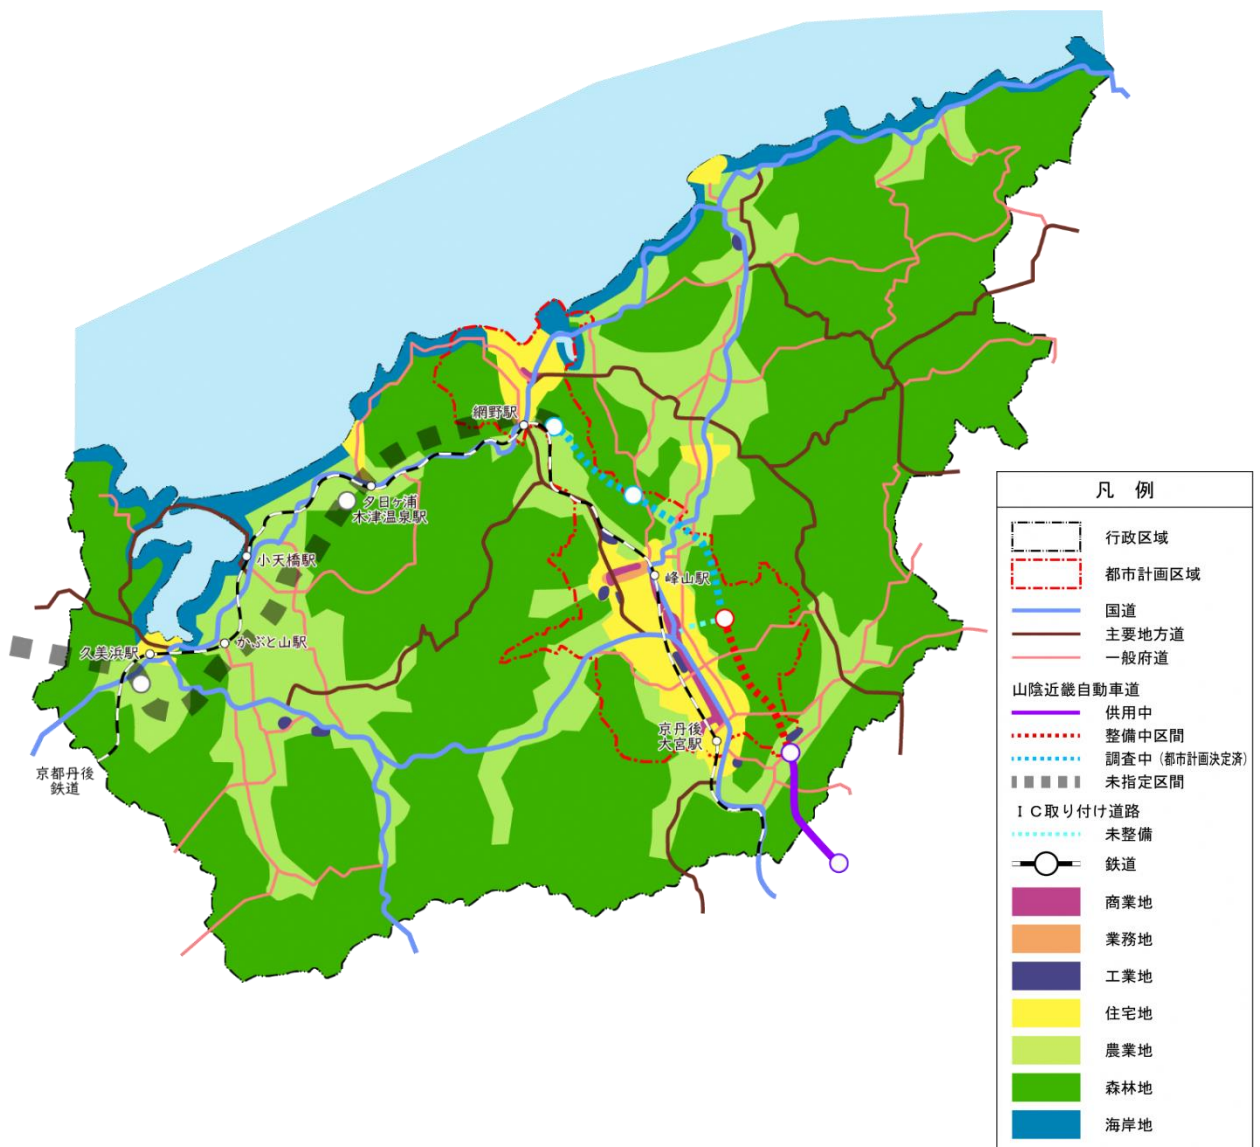 網野駅
夕日ヶ浦
木津温泉駅
小天橋駅
峰山駅
かぶと山駅
久美浜駅
京丹後
大宮駅
京都丹後
鉄道
凡 例
行政区域
都市計画区域
国道
主要地方道
一般府道
山陰近畿自動車道
供用中
整備中区間
調査中（都市計画決定済）
未指定区間
ＩＣ取り付け道路
未整備
鉄道
商業地
業務地
工業地
住宅地
農業地
森林地
海岸地